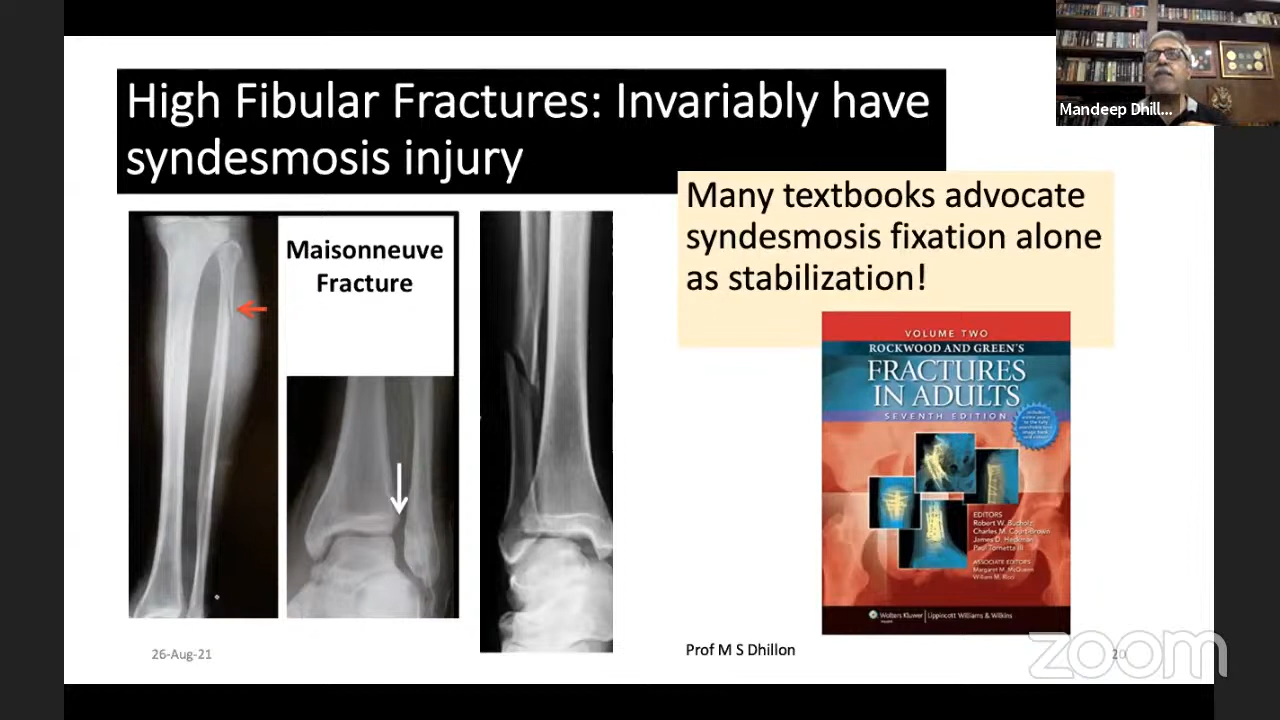 High Fibular Fractures: Invariably have
syndesmosis injury
Mandeep Dhill...
Many textbooks advocate
syndesmosis fixation alone
as stabilization!
Maisonneuve
Fracture
VOLUME TWO
ROCKWOOD AND GREEN'S
FRACTURES
IN ADULTS
SEVENTH EDITION
EDITORS
Robert W. Bucholz
Charles M. Court-Brown
James D. Heckman
Paul Tornetta III
ASSOCIATE EDITORS
Margaret M. McQueen
William M. Ricci
Wolters Kluwer | Lippincott Williams & Wilkins
Health
26-Aug-21
Prof M S Dhillon
20
zoom